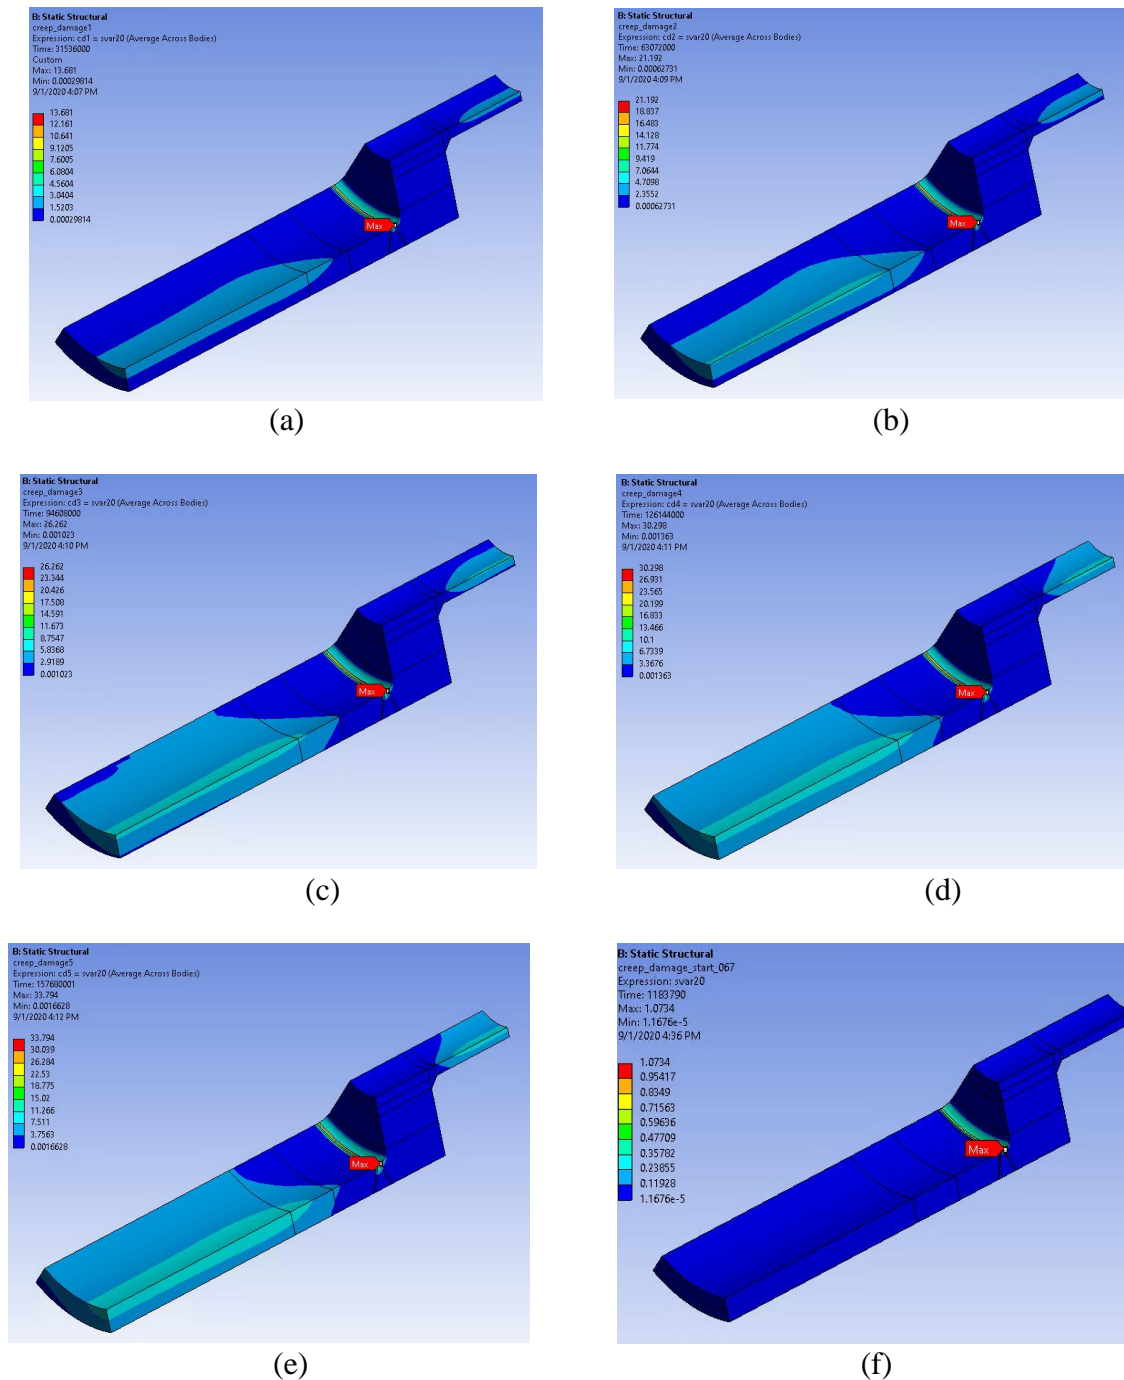 B: Static Structural
creep_damage1
Expression: cd1 = svar20 (Average Across Bodies)
Time: 31536000
Custom
Max: 13.681
Min: 0.00029814
9/1/2020 4:07 PM
13.681
12.161
10.641
9.1205
7.6005
6.0804
4.5604
3.0404
1.5203
0.00029814
Max
(a)
B: Static Structural
creep_damage2
Expression: cd2 = svar20 (Average Across Bodies)
Time: 63072000
Max: 21.192
Min: 0.00062731
9/1/2020 4:09 PM
21.192
18.837
16.483
14.128
11.774
9.419
7.0644
4.7098
2.3552
0.00062731
Max
(b)
B: Static Structural
creep_damage3
Expression: cd3 = svar20 (Average Across Bodies)
Time: 94608000
Max: 26.262
Min: 0.001023
9/1/2020 4:10 PM
26.262
23.344
20.426
17.508
14.591
11.673
8.7547
5.8368
2.9189
0.001023
Max
(c)
B: Static Structural
creep_damage4
Expression: cd4 = svar20 (Average Across Bodies)
Time: 126144000
Max: 30.298
Min: 0.001363
9/1/2020 4:11 PM
30.298
26.931
23.565
20.199
16.833
13.466
10.1
6.7339
3.3676
0.001363
Max
(d)
B: Static Structural
creep_damage5
Expression: cd5 = svar20 (Average Across Bodies)
Time: 157680001
Max: 33.794
Min: 0.0016628
9/1/2020 4:12 PM
33.794
30.039
26.284
22.53
18.775
15.02
11.266
7.511
3.7563
0.0016628
Max
(e)
B: Static Structural
creep_damage_start_067
Expression: svar20
Time: 1183790
Max: 1.0734
Min: 1.1676e-5
9/1/2020 4:36 PM
1.0734
0.95417
0.8349
0.71563
0.59636
0.47709
0.35782
0.23855
0.11928
1.1676e-5
Max
(f)